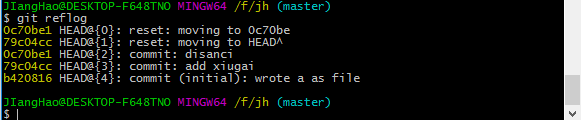 JIangHao@DESKTOP-F648TNO MINGW64 /f/jh (master)
$ git reflog
0c70be1 HEAD@{0}: reset: moving to 0c70be
79c04cc HEAD@{1}: reset: moving to HEAD^
0c70be1 HEAD@{2}: commit: disanci
79c04cc HEAD@{3}: commit: add xiugai
b420816 HEAD@{4}: commit (initial): wrote a as file
JIangHao@DESKTOP-F648TNO MINGW64 /f/jh (master)
$